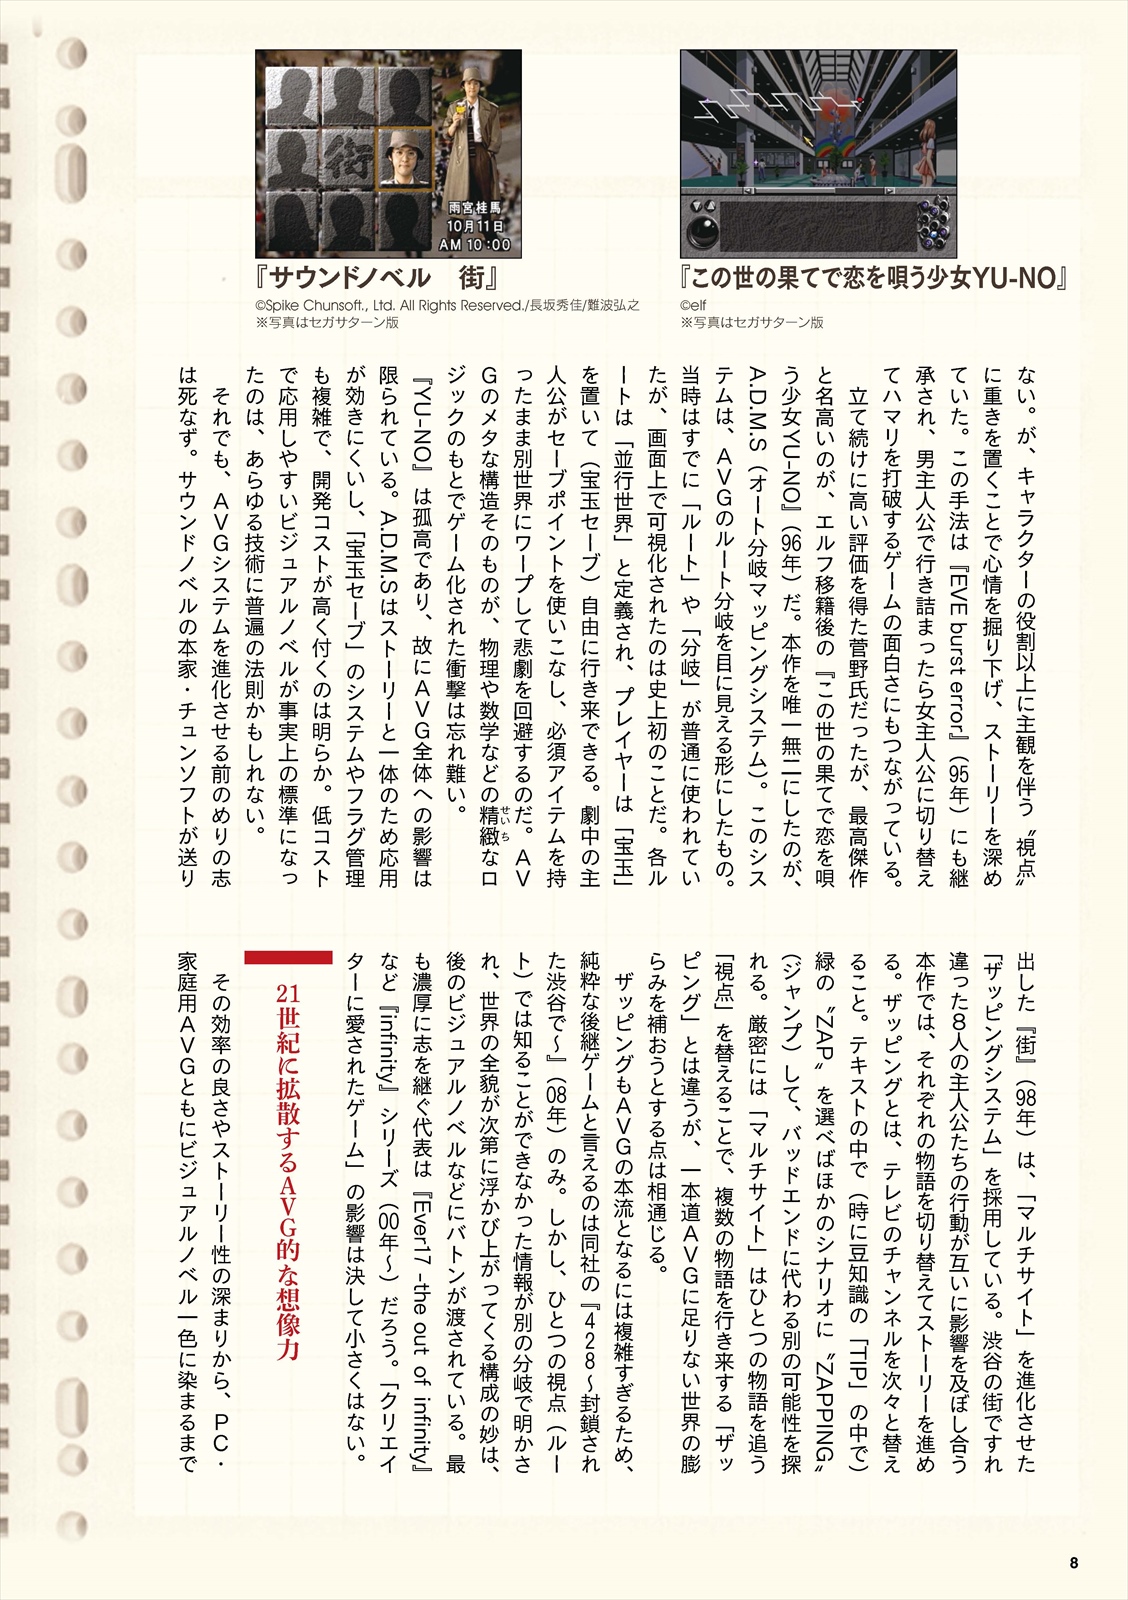 雨宮桂馬
10月11日
AM 10：00
街
『サウンドノベル　街』
©Spike Chunsoft., Ltd. All Rights Reserved./長坂秀佳/難波弘之
※写真はセガサターン版
『この世の果てで恋を唄う少女YU-NO』
©elf
※写真はセガサターン版
ない。が、キャラクターの役割以上に主観を伴う〝視点〟
に重きを置くことで心情を掘り下げ、ストーリーを深め
ていた。この手法は『EVE burst error』（95年）にも継
承され、男主人公で行き詰まったら女主人公に切り替え
てハマリを打破するゲームの面白さにもつながっている。
　立て続けに高い評価を得た菅野氏だったが、最高傑作
と名高いのが、エルフ移籍後の『この世の果てで恋を唄
う少女YU-NO』（96年）だ。本作を唯一無二にしたのが、
A.D.M.S（オート分岐マッピングシステム）。このシス
テムは、AVGのルート分岐を目に見える形にしたもの。
当時はすでに「ルート」や「分岐」が普通に使われてい
たが、画面上で可視化されたのは史上初のことだ。各ル
ートは「並行世界」と定義され、プレイヤーは「宝玉」
を置いて（宝玉セーブ）自由に行き来できる。劇中の主
人公がセーブポイントを使いこなし、必須アイテムを持
ったまま別世界にワープして悲劇を回避するのだ。AV
Gのメタな構造そのものが、物理や数学などの精緻なロ
せいち
ジックのもとでゲーム化された衝撃は忘れ難い。
『YU-NO』は孤高であり、故にAVG全体への影響は
限られている。A.D.M.Sはストーリーと一体のため応用
が効きにくいし、「宝玉セーブ」のシステムやフラグ管理
も複雑で、開発コストが高く付くのは明らか。低コスト
で応用しやすいビジュアルノベルが事実上の標準になっ
たのは、あらゆる技術に普遍の法則かもしれない。
　それでも、AVGシステムを進化させる前のめりの志
は死なず。サウンドノベルの本家・チュンソフトが送り
出した『街』（98年）は、「マルチサイト」を進化させた
「ザッピングシステム」を採用している。渋谷の街ですれ
違った8人の主人公たちの行動が互いに影響を及ぼし合う
本作では、それぞれの物語を切り替えてストーリーを進め
る。ザッピングとは、テレビのチャンネルを次々と替え
ること。テキストの中で（時に豆知識の「TIP」の中で）
緑の〝ZAP〟を選べばほかのシナリオに〝ZAPPING〟
（ジャンプ）して、バッドエンドに代わる別の可能性を探
れる。厳密には「マルチサイト」はひとつの物語を追う
「視点」を替えることで、複数の物語を行き来する「ザッ
ピング」とは違うが、一本道AVGに足りない世界の膨
らみを補おうとする点は相通じる。
　ザッピングもAVGの本流となるには複雑すぎるため、
純粋な後継ゲームと言えるのは同社の『428～封鎖され
た渋谷で～』（08年）のみ。しかし、ひとつの視点（ルー
ト）では知ることができなかった情報が別の分岐で明かさ
れ、世界の全貌が次第に浮かび上がってくる構成の妙は、
後のビジュアルノベルなどにバトンが渡されている。最
も濃厚に志を継ぐ代表は『Ever17 -the out of infinity』
など『infinity』シリーズ（00年～）だろう。「クリエイ
ターに愛されたゲーム」の影響は決して小さくはない。
21世紀に拡散するAVG的な想像力
　その効率の良さやストーリー性の深まりから、PC・
家庭用AVGともにビジュアルノベル一色に染まるまで
8